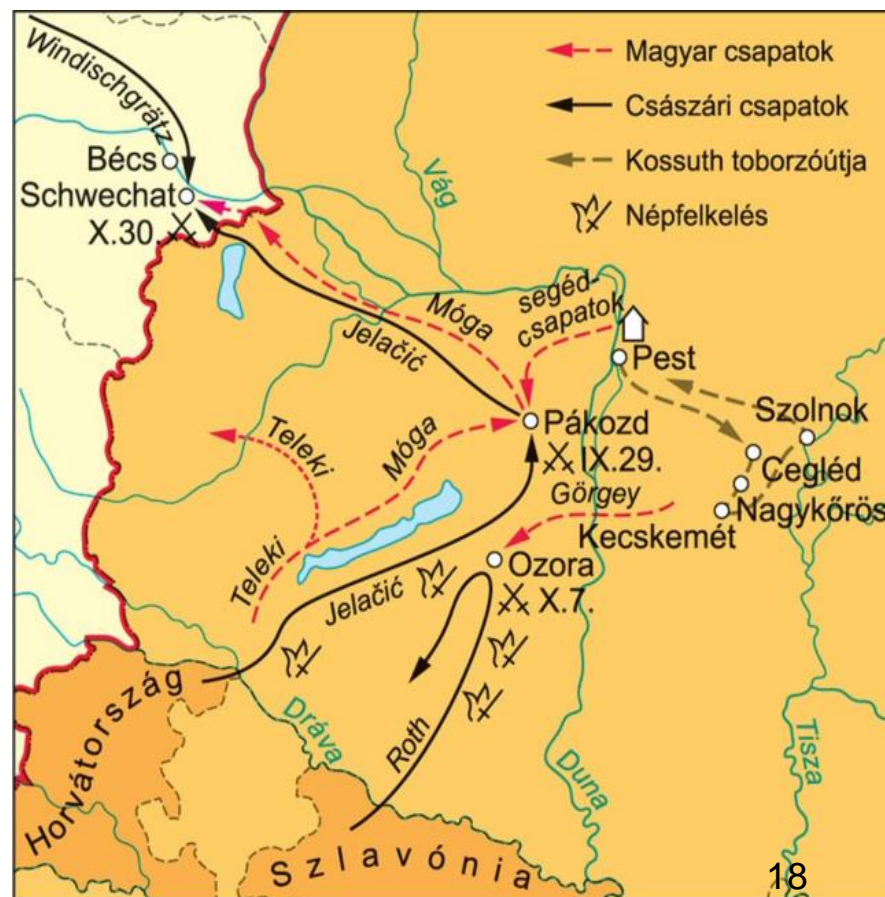 Windischgrätz
Bécs
Schwechat
X.30.
Magyar csapatok
Császári csapatok
Kossuth toborzóútja
Népfelkelés
Vág
segéd-
csapatok
Móga
Jelačić
Pest
Szolnok
Cegléd
Nagykőrös
Kecskemét
Pákozd
IX.29.
Görgey
Teleki
Móga
Teleki
Jelačić
Ozora
X.7.
Roth
Dráva
Duna
Tisza
Horvátország
Szlavónia
18